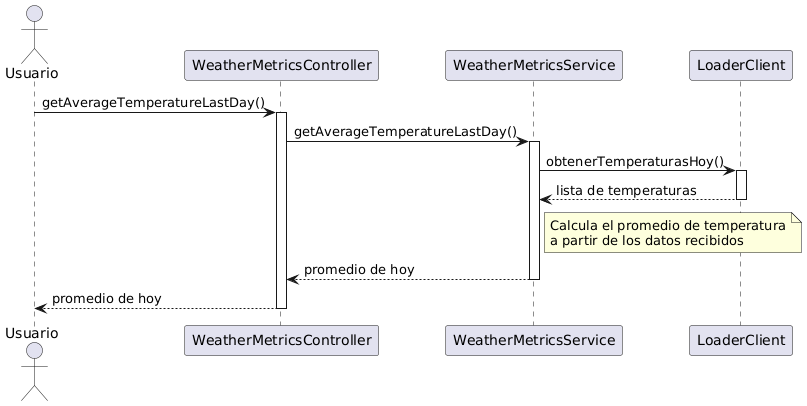 Usuario
WeatherMetricsController
WeatherMetricsService
LoaderClient
getAverageTemperatureLastDay()
getAverageTemperatureLastDay()
obtenerTemperaturasHoy()
lista de temperaturas
Calcula el promedio de temperatura
a partir de los datos recibidos
promedio de hoy
promedio de hoy
Usuario
WeatherMetricsController
WeatherMetricsService
LoaderClient